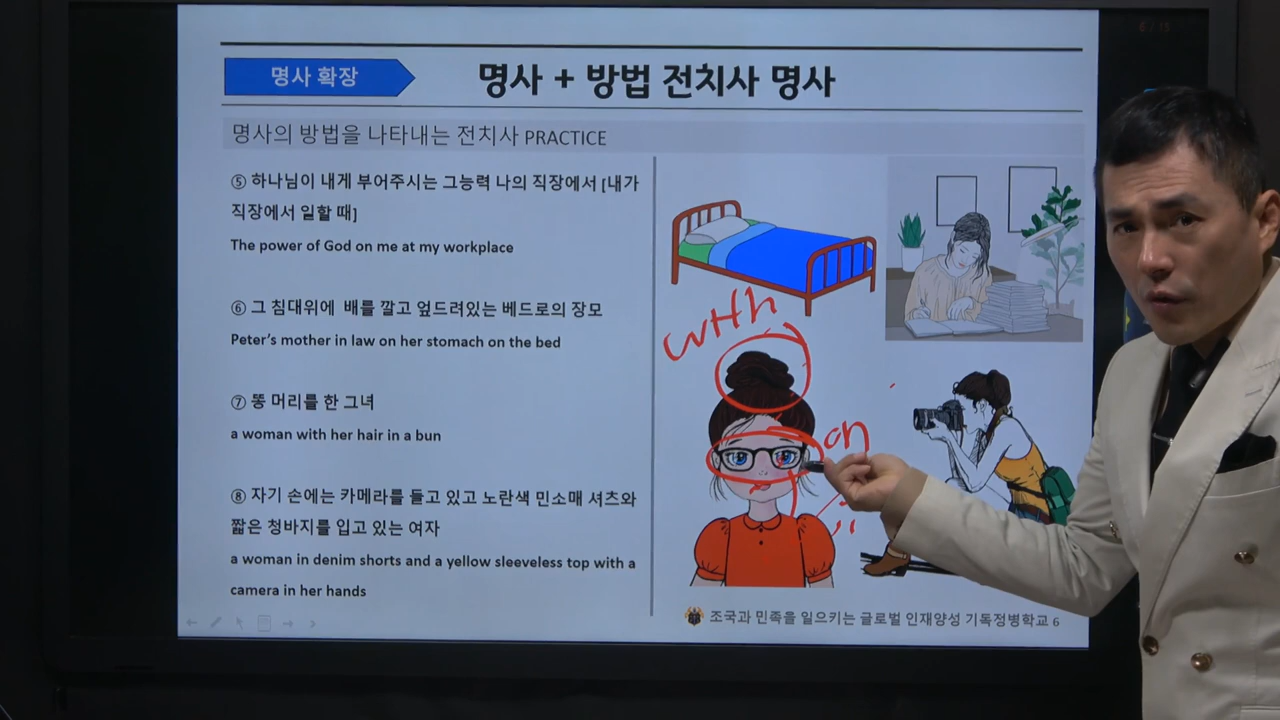 명사 확장
명사 + 방법 전치사 명사
명사의 방법을 나타내는 전치사 PRACTICE
⑤ 하나님이 내게 부어주시는 그능력 나의 직장에서 [내가
직장에서 일할 때]
The power of God on me at my workplace
⑥ 그 침대위에 배를 깔고 엎드려있는 베드로의 장모
Peter's mother in law on her stomach on the bed
⑦ 똥 머리를 한 그녀
a woman with her hair in a bun
⑧ 자기 손에는 카메라를 들고 있고 노란색 민소매 셔츠와
짧은 청바지를 입고 있는 여자
a woman in denim shorts and a yellow sleeveless top with a
camera in her hands
with
on
조국과 민족을 일으키는 글로벌 인재양성 기독정병학교 6